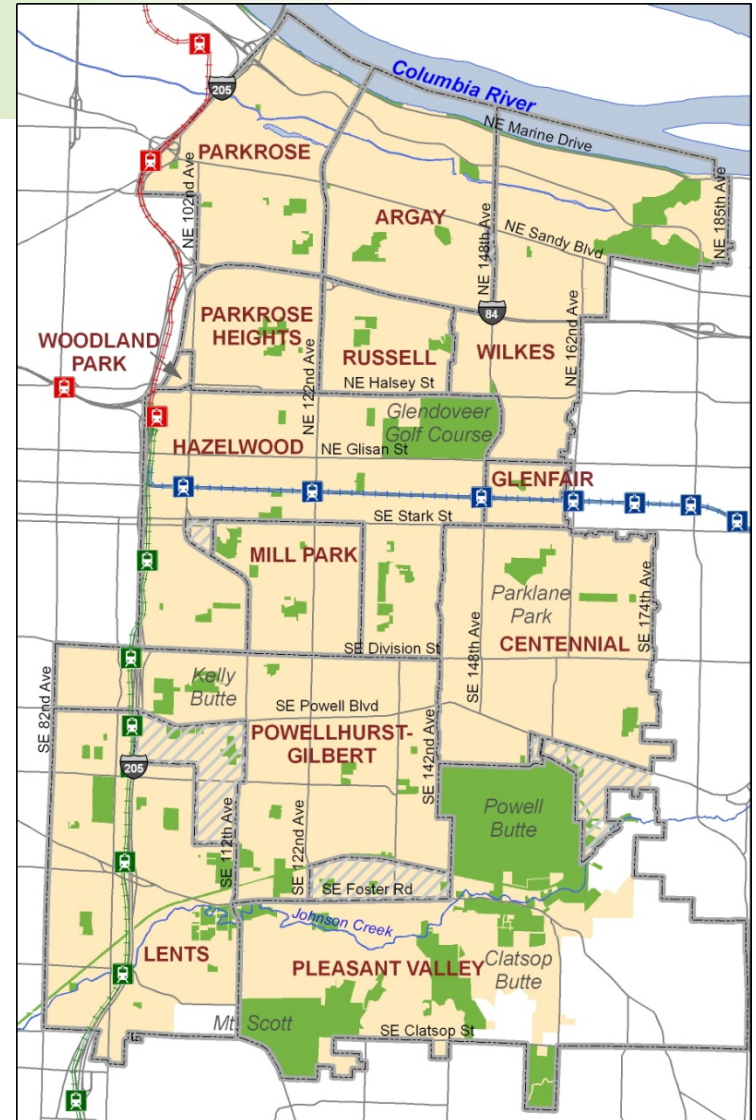 205
Columbia River
NE Marine Drive
PARKROSE
NE 102nd Ave
NE 185th Ave
ARGAY
NE 148th Ave
NE Sandy Blvd
84
PARKROSE
HEIGHTS
WOODLAND
PARK
NE 122nd Ave
RUSSELL
WILKES
NE 162nd Ave
NE Halsey St
Glendoveer
Golf Course
HAZELWOOD
NE Glisan St
GLENFAIR
SE Stark St
MILL PARK
Parklane
Park
SE 148th Ave
SE 174th Ave
CENTENNIAL
SE Division St
Kelly
Butte
SE 82nd Ave
SE Powell Blvd
POWELLHURST-
GILBERT
SE 142nd Ave
205
Powell
Butte
SE 112th Ave
SE 122nd Ave
SE Foster Rd
Johnson Creek
LENTS
PLEASANT VALLEY
Clatsop
Butte
Mt. Scott
SE Clatsop St